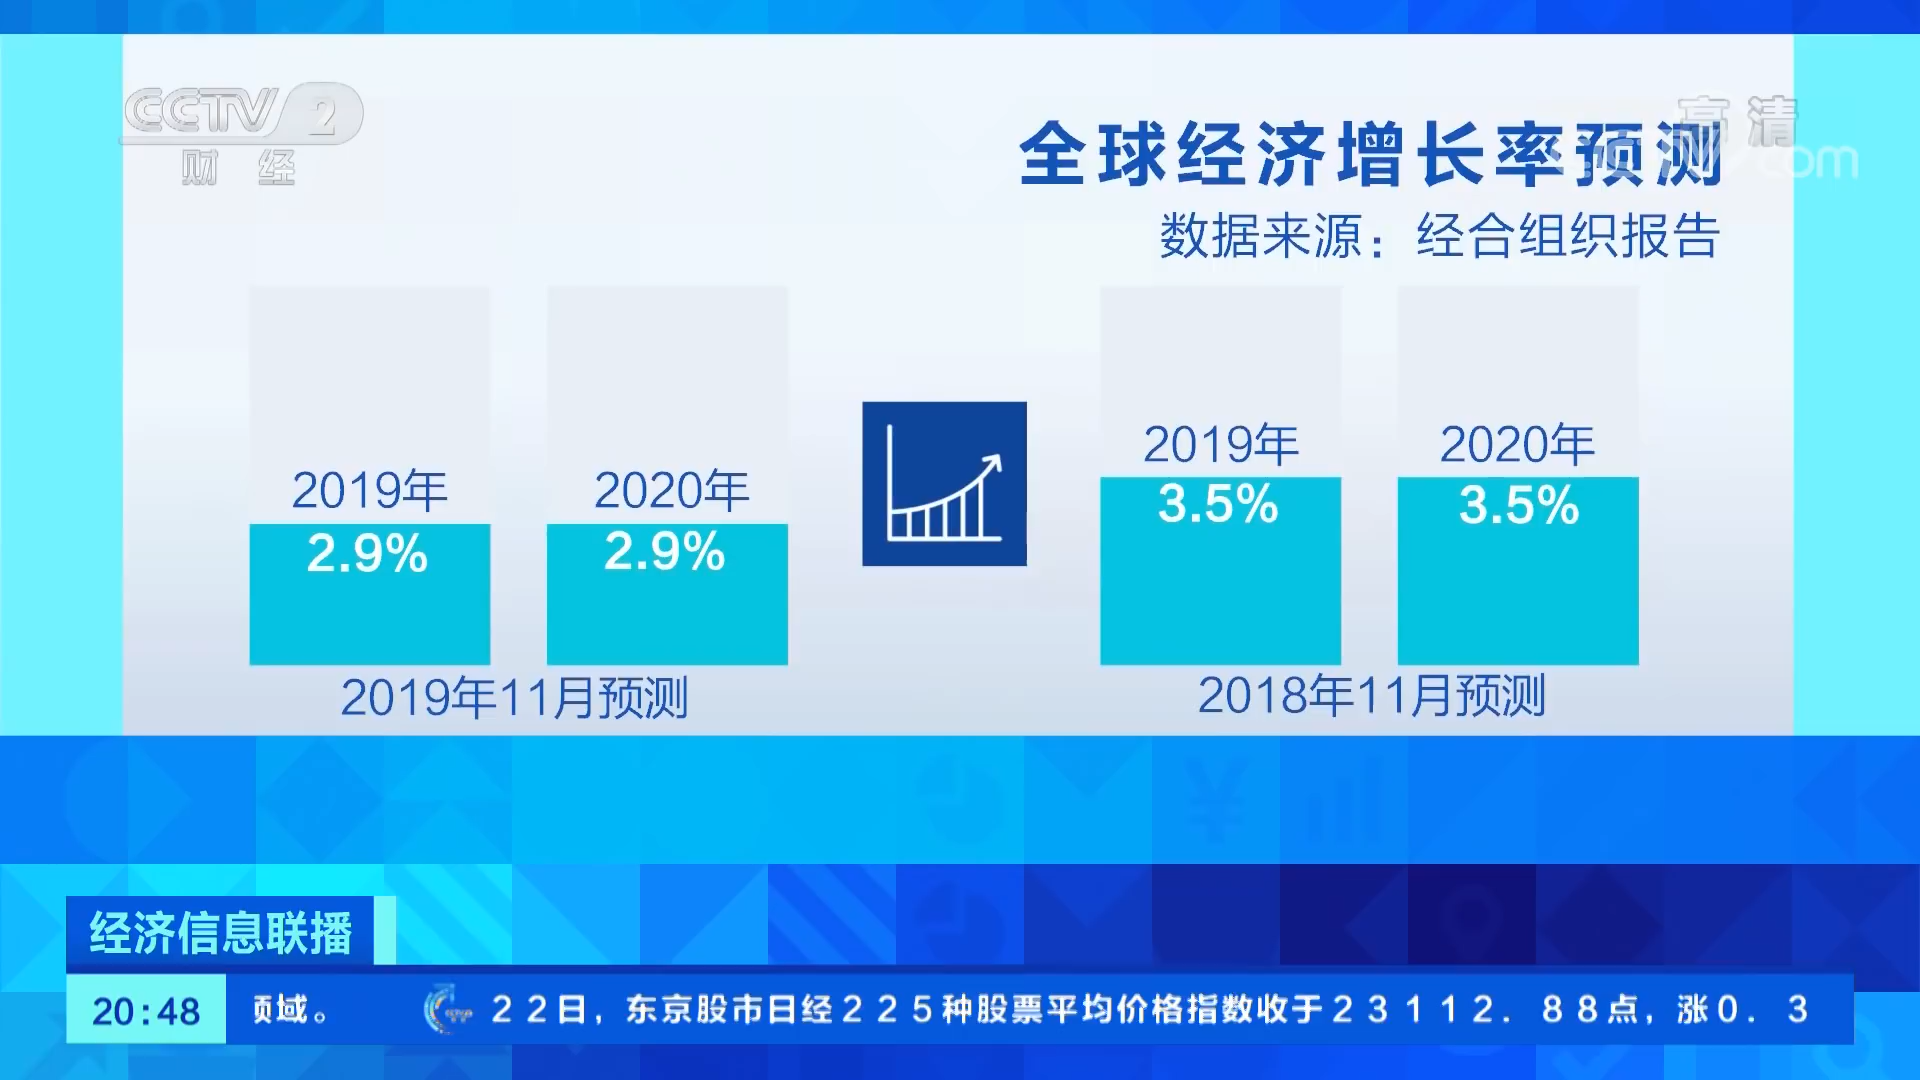 CCTV 2
财 经
高清
全球经济增长率预测
数据来源：经合组织报告
2019年
2.9%
2020年
2.9%
2019年11月预测
2019年
3.5%
2020年
3.5%
2018年11月预测
经济信息联播
20:48
领域。
22日，东京股市日经225种股票平均价格指数收于23112.88点，涨0.3